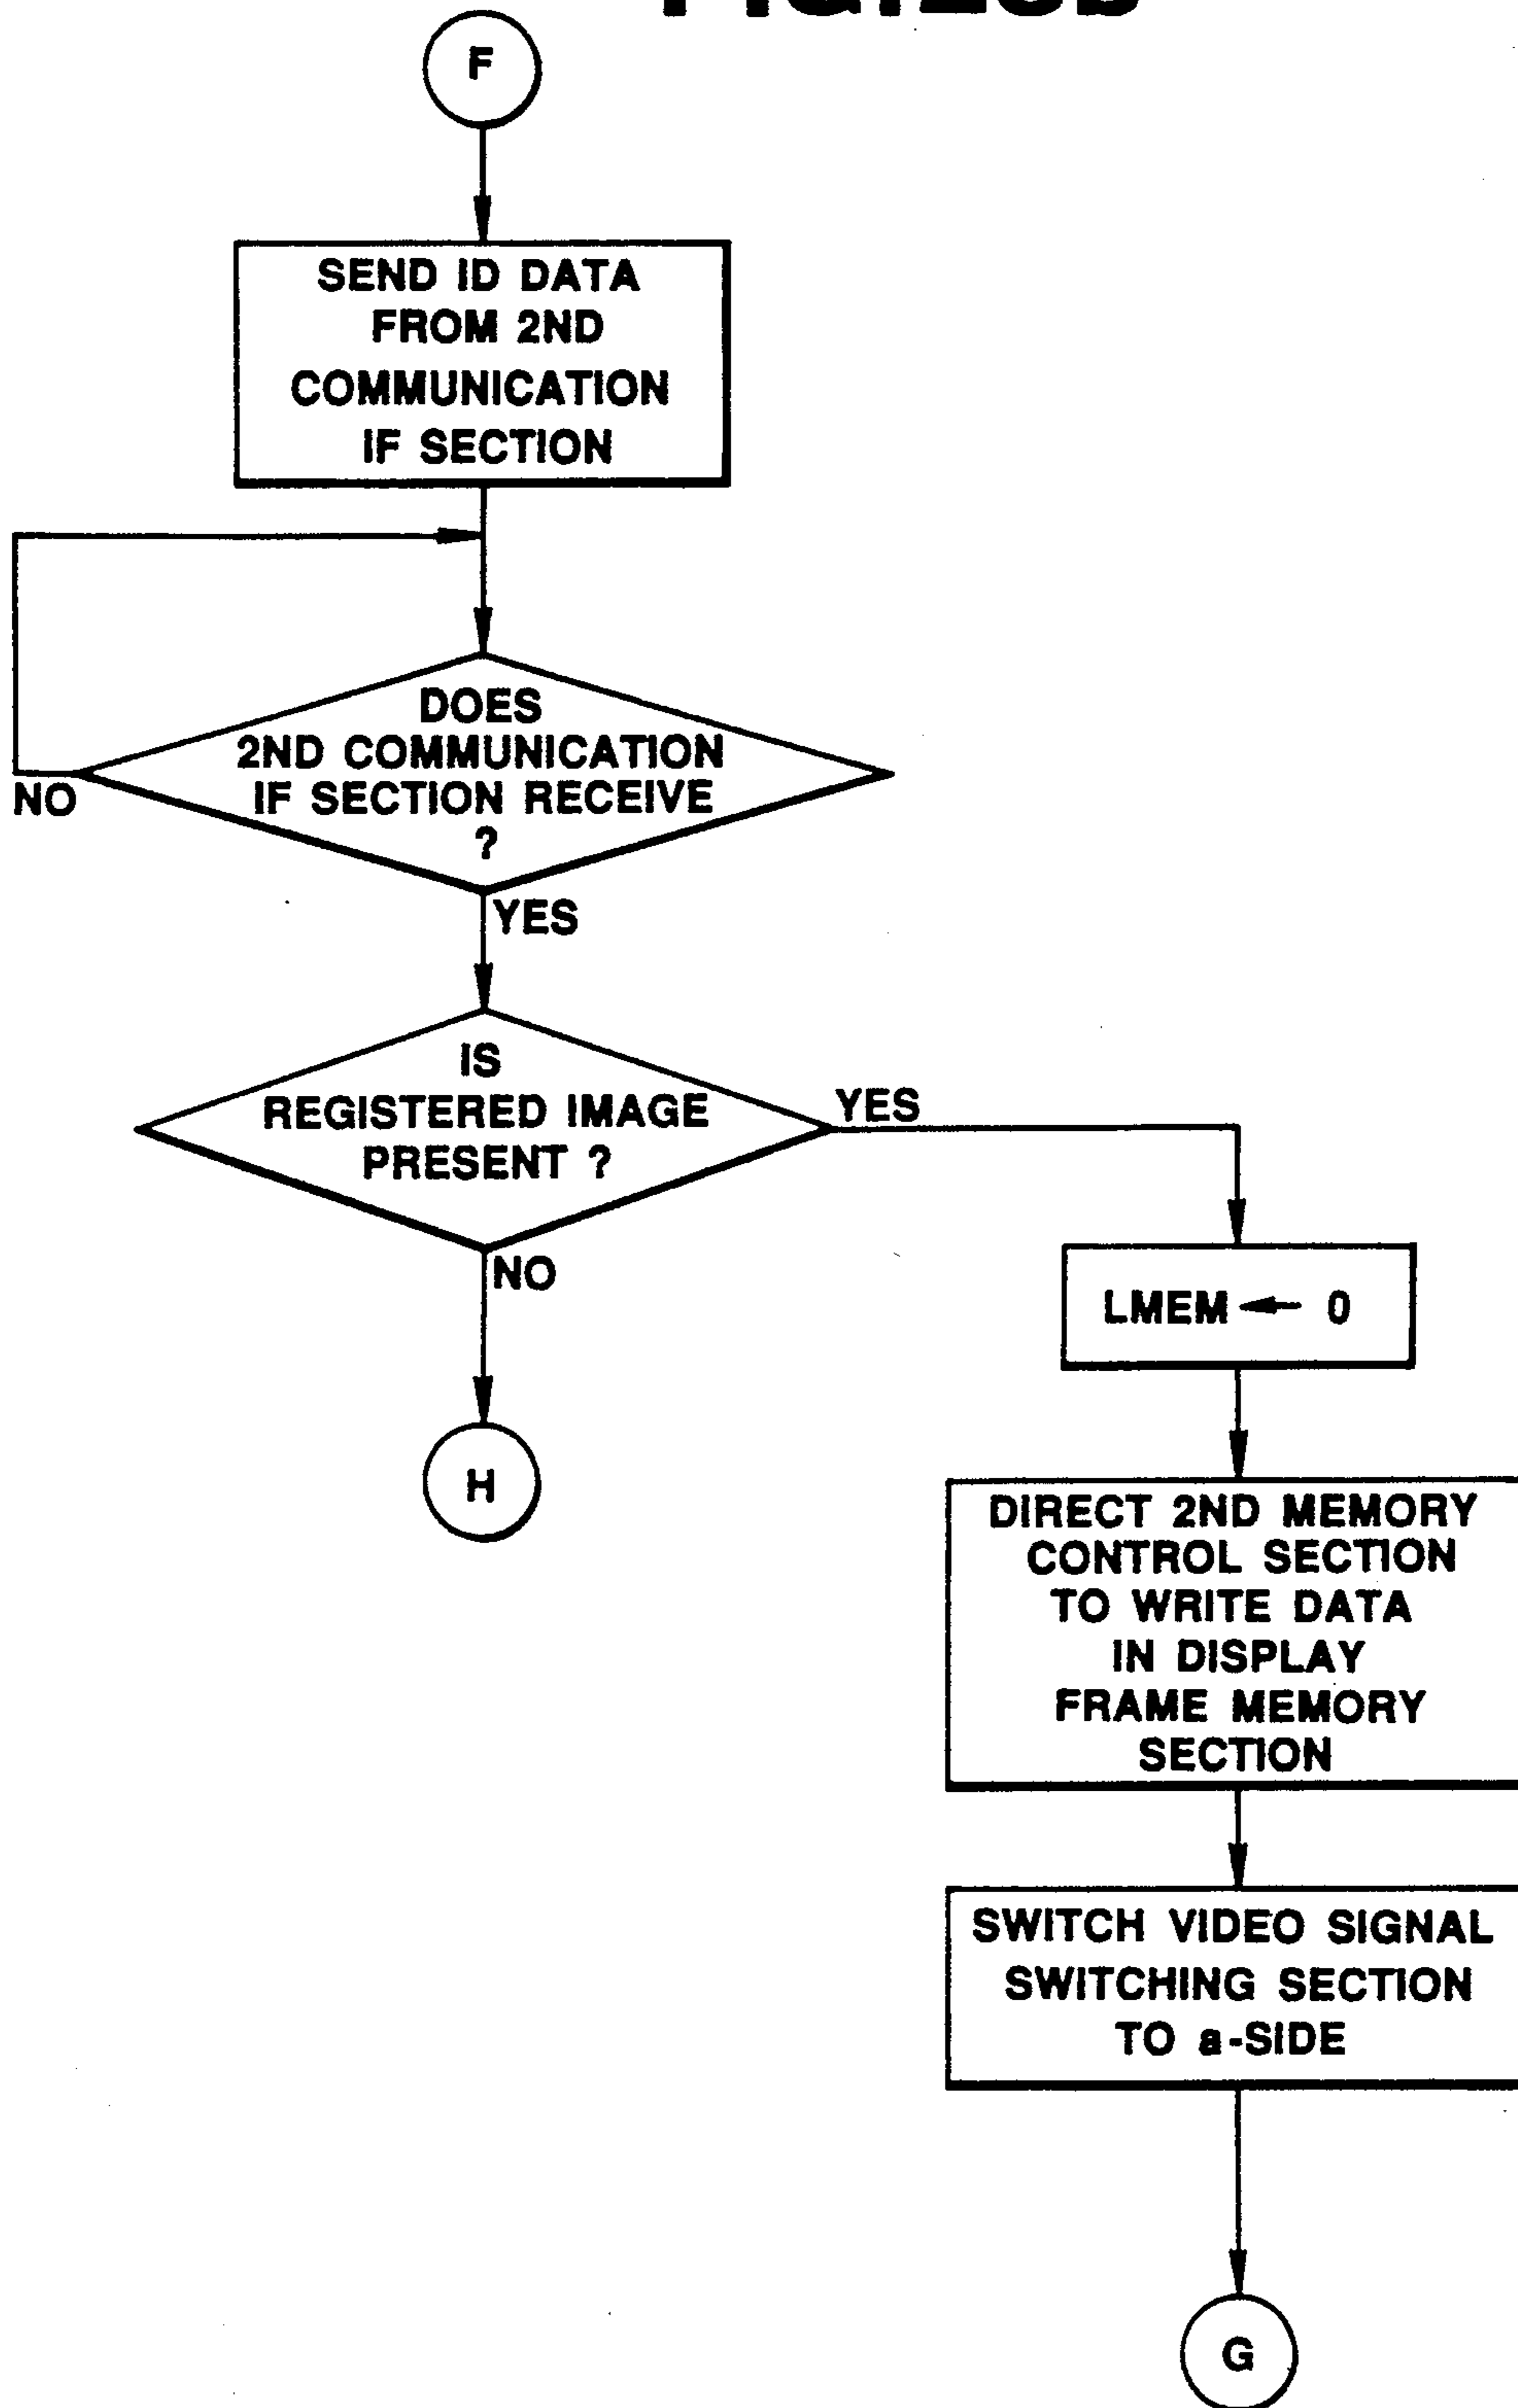 F
SEND ID DATA
FROM 2ND
COMMUNICATION
IF SECTION
DOES
2ND COMMUNICATION
IF SECTION RECEIVE
?
NO
YES
IS
REGISTERED IMAGE
PRESENT ?
YES
NO
H
LMEM ← 0
DIRECT 2ND MEMORY
CONTROL SECTION
TO WRITE DATA
IN DISPLAY
FRAME MEMORY
SECTION
SWITCH VIDEO SIGNAL
SWITCHING SECTION
TO a-SIDE
G